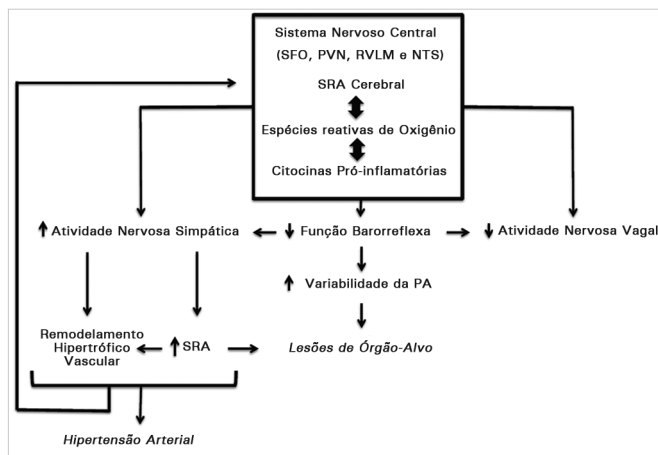 Sistema Nervoso Central
(SFO, PVN, RVLM e NTS)
SRA Cerebral
Espécies reativas de Oxigênio
Citocinas Pró-inflamatórias
Atividade Nervosa Simpática
Função Barorreflexa
Atividade Nervosa Vagal
Variabilidade da PA
Remodelamento
Hipertrófico
Vascular
SRA
Lesões de Órgão-Alvo
Hipertensão Arterial